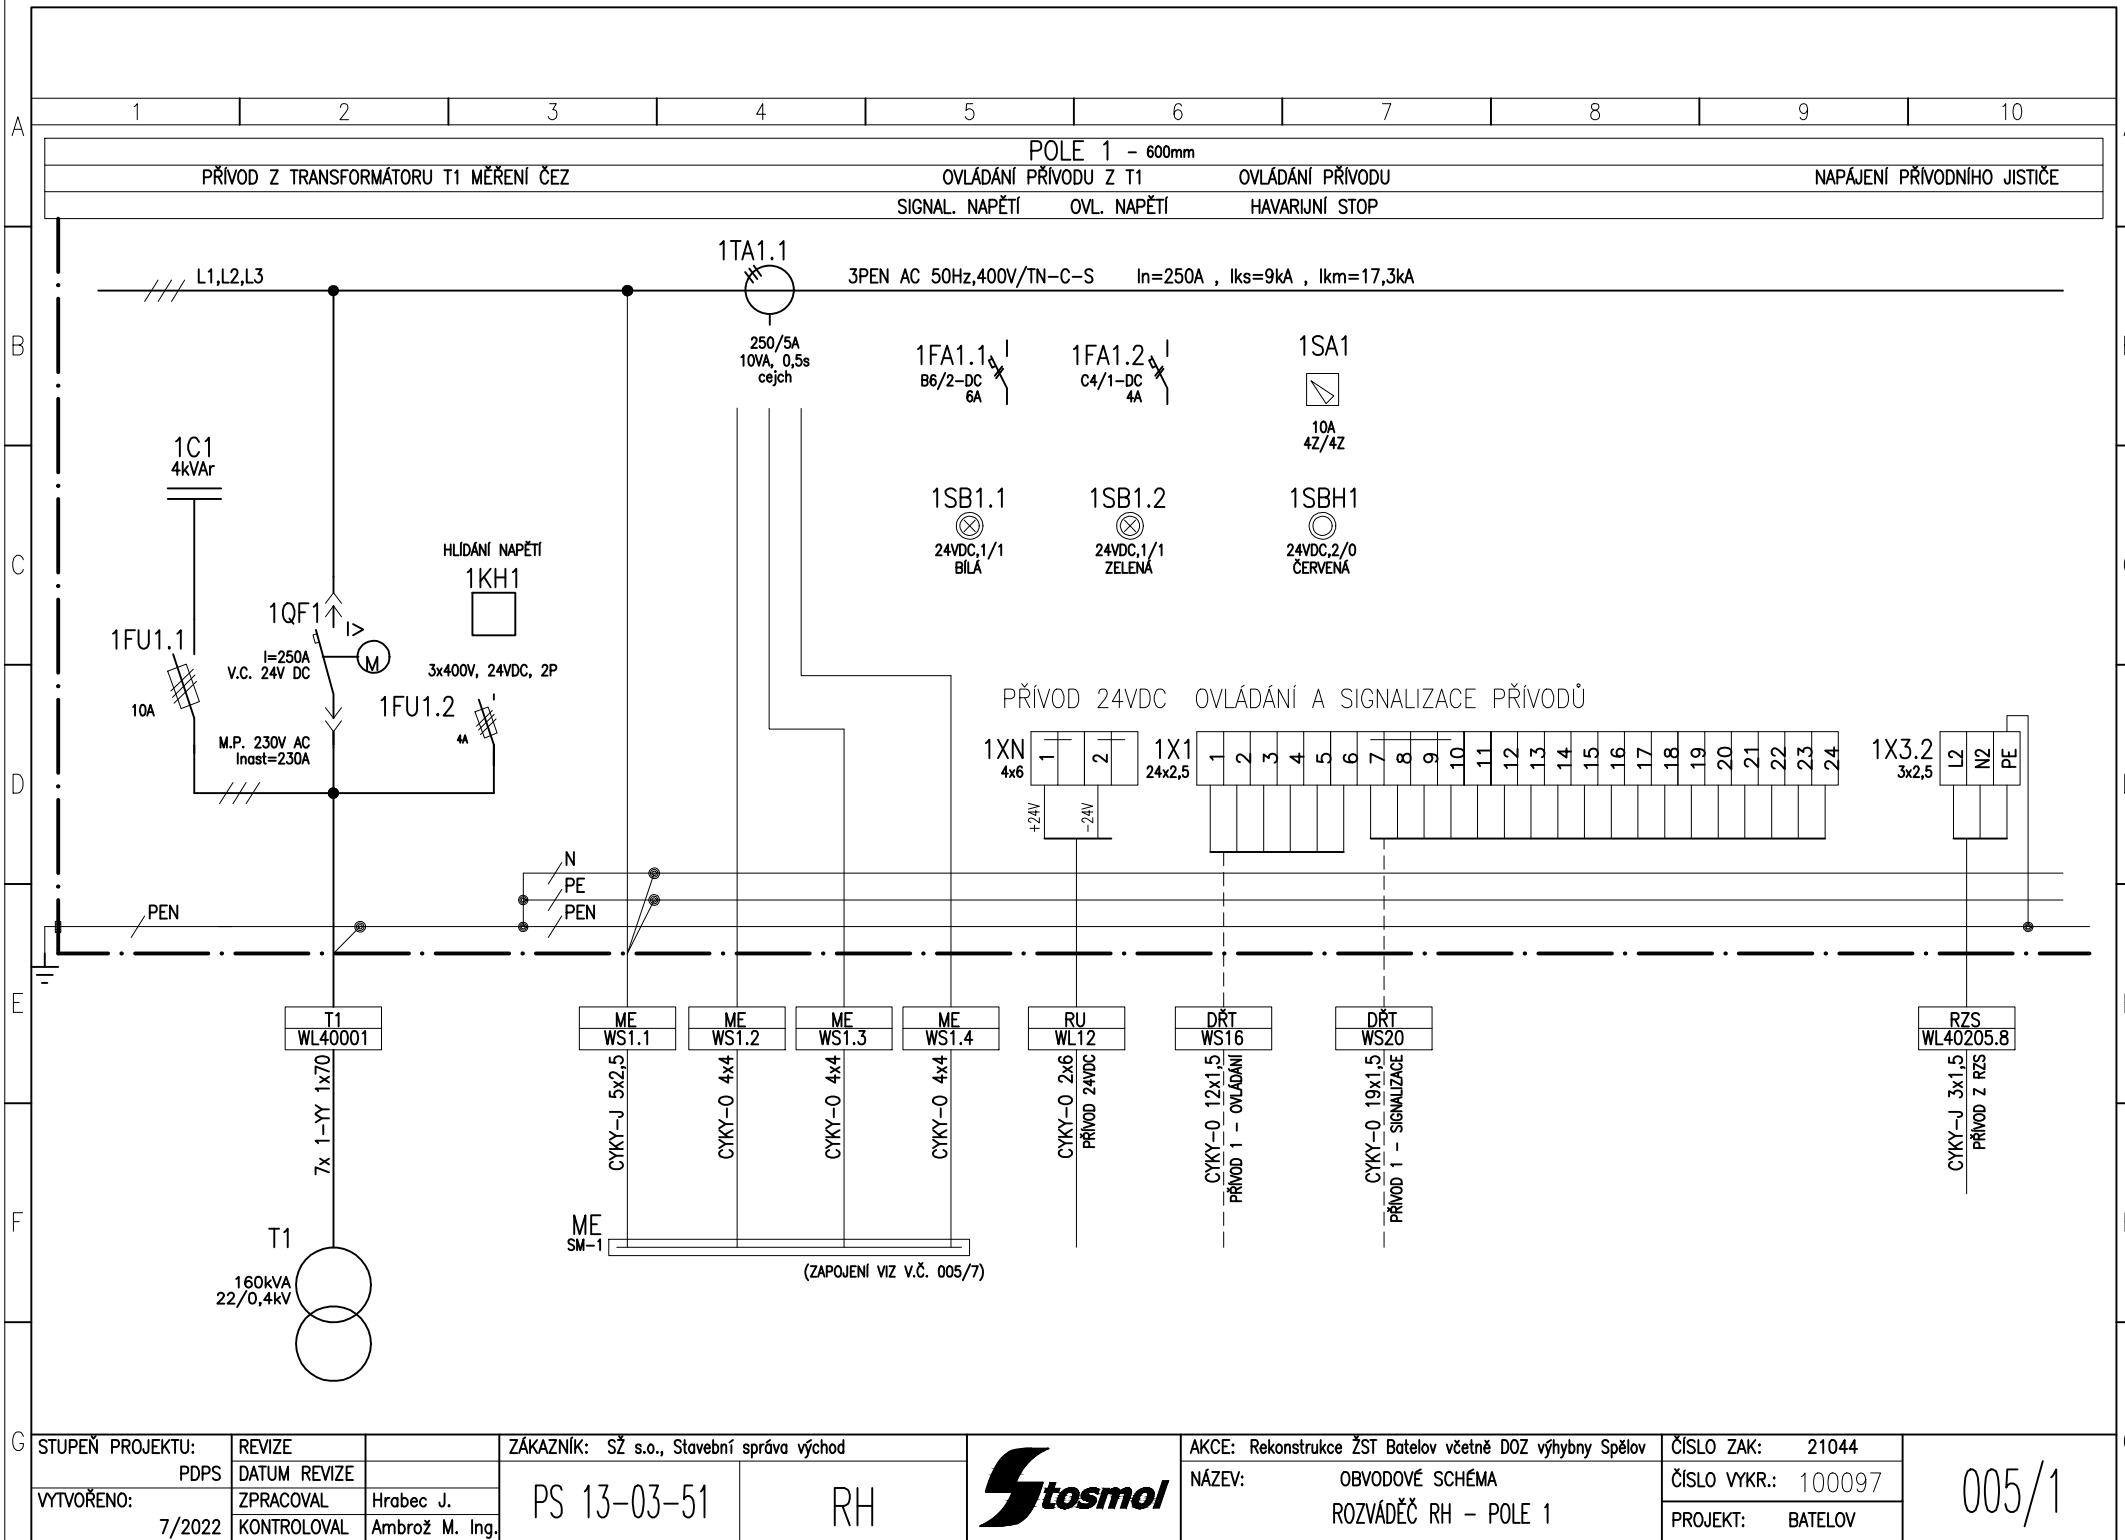 1 2 3 4 5 6 7 8 9 10
A
POLE 1 - 600mm
PŘÍVOD Z TRANSFORMÁTORU T1 MĚŘENÍ ČEZ
OVLÁDÁNÍ PŘÍVODU Z T1
OVLÁDÁNÍ PŘÍVODU
NAPÁJENÍ PŘÍVODNÍHO JISTIČE
SIGNAL. NAPĚTÍ
OVL. NAPĚTÍ
HAVARIJNÍ STOP
L1,L2,L3
1TA1.1
3PEN AC 50Hz,400V/TN-C-S In=250A , Iks=9kA , Ikm=17,3kA
250/5A
10VA, 0,5s
cejch
B
1FA1.1
B6/2-DC
6A
1FA1.2
C4/1-DC
4A
1SA1
10A
4Z/4Z
1C1
4kVAr
1SB1.1
24VDC,1/1
BÍLÁ
1SB1.2
24VDC,1/1
ZELENÁ
1SBH1
24VDC,2/0
ČERVENÁ
C
HLÍDÁNÍ NAPĚTÍ
1KH1
3x400V, 24VDC, 2P
1QF1
I>
M
I=250A
V.C. 24V DC
M.P. 230V AC
Inast=230A
1FU1.1
10A
1FU1.2
4A
PŘÍVOD 24VDC OVLÁDÁNÍ A SIGNALIZACE PŘÍVODŮ
1XN
4x6
1 2
+24V
-24V
1X1
24x2,5
1 2 3 4 5 6 7 8 9 10 11 12 13 14 15 16 17 18 19 20 21 22 23 24
1X3.2
3x2,5
L2 N2 PE
D
N
PE
PEN
PEN
E
T1
WL40001
7x 1-YY 1x70
ME
WS1.1
CYKY-J 5x2,5
ME
WS1.2
CYKY-O 4x4
ME
WS1.3
CYKY-O 4x4
ME
WS1.4
CYKY-O 4x4
RU
WL12
CYKY-O 2x6
PŘÍVOD 24VDC
DŘT
WS16
CYKY-O 12x1,5
PŘÍVOD 1 - OVLÁDÁNÍ
DŘT
WS20
CYKY-O 19x1,5
PŘÍVOD 1 - SIGNALIZACE
RZS
WL40205.8
CYKY-J 3x1,5
PŘÍVOD Z RZS
F
T1
160kVA
22/0,4kV
ME
SM-1
(ZAPOJENÍ VIZ V.Č. 005/7)
G
STUPEŇ PROJEKTU:
PDPS
VYTVOŘENO:
7/2022
REVIZE
DATUM REVIZE
ZPRACOVAL Hrabec J.
KONTROLOVAL Ambrož M. Ing.
ZÁKAZNÍK: SŽ s.o., Stavební správa východ
PS 13-03-51
RH
Stosmol
AKCE: Rekonstrukce ŽST Batelov včetně DOZ výhybny Spělov
NÁZEV: OBVODOVÉ SCHÉMA
ROZVÁDĚČ RH - POLE 1
ČÍSLO ZAK: 21044
ČÍSLO VYKR.: 100097
PROJEKT: BATELOV
005/1